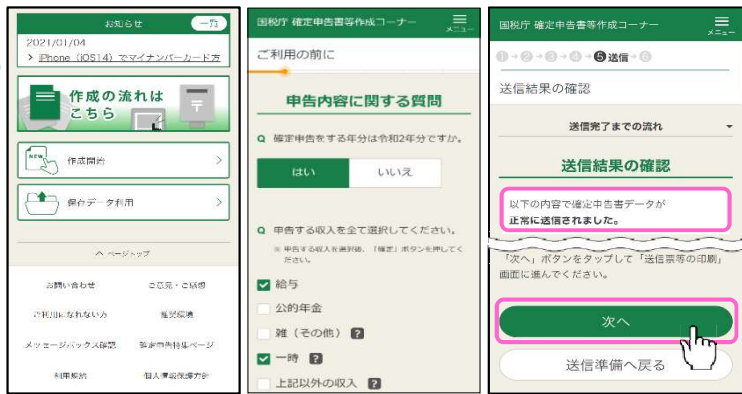 お知らせ
一覧
2021/01/04
> iPhone（iOS14）でマイナンバーカード方
作成の流れは
こちら
NEW
作成開始
保存データ利用
ヘ ページトップ
お問い合わせ
ご意見・ご感想
ご利用になれない方
推奨環境
メッセージボックス確認
確定申告特集ページ
利用規約
個人情報保護方針
国税庁 確定申告書等作成コーナー
メニュー
ご利用の前に
申告内容に関する質問
Q 確定申告をする年分は令和2年分ですか。
はい
いいえ
Q 申告する収入を全て選択してください。
※ 申告する収入を選択後、「確定」ボタンを押してく
ださい。
給与
公的年金
雑（その他） ?
一時 ?
上記以外の収入 ?
国税庁 確定申告書等作成コーナー
メニュー
❶→❷→❸→❹→❺送信→❻
送信結果の確認
送信完了までの流れ
送信結果の確認
以下の内容で確定申告書データが
正常に送信されました。
「次へ」ボタンをタップして「送信票等の印刷」
画面に進んでください。
次へ
送信準備へ戻る